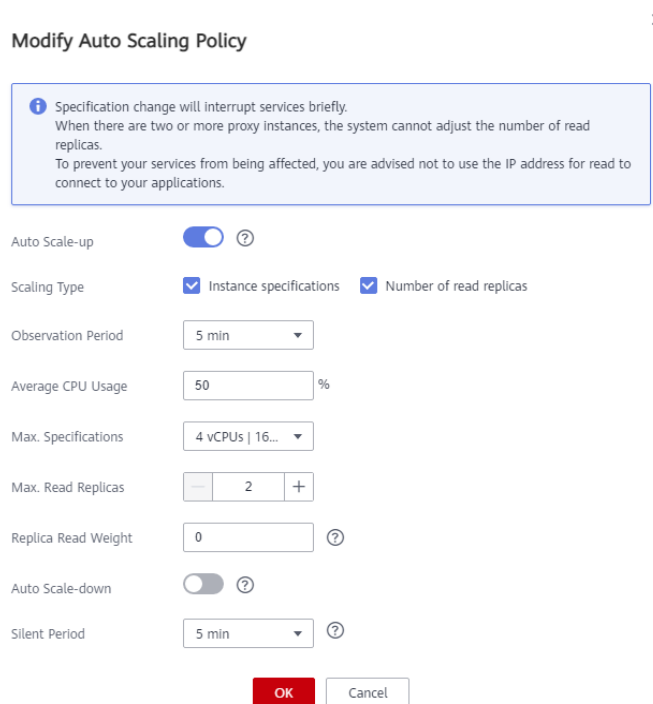 Modify Auto Scaling Policy
Specification change will interrupt services briefly.
When there are two or more proxy instances, the system cannot adjust the number of read
replicas.
To prevent your services from being affected, you are advised not to use the IP address for read to
connect to your applications.
Auto Scale-up
Scaling Type Instance specifications Number of read replicas
Observation Period 5 min
Average CPU Usage 50 %
Max. Specifications 4 vCPUs | 16...
Max. Read Replicas 2
Replica Read Weight 0
Auto Scale-down
Silent Period 5 min
OK Cancel